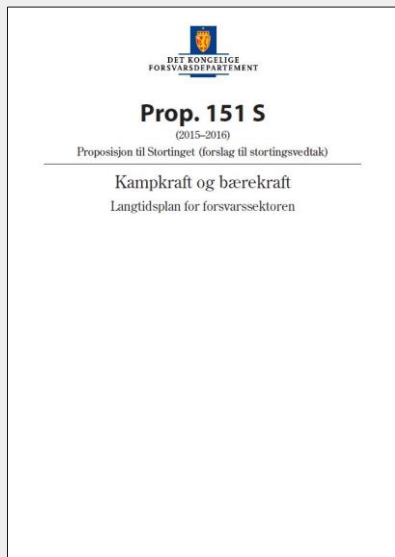 DET KONGELIGE
FORSVARSDEPARTEMENT
Prop. 151 S
(2015–2016)
Proposisjon til Stortinget (forslag til stortingsvedtak)
Kampkraft og bærekraft
Langtidsplan for forsvarssektoren